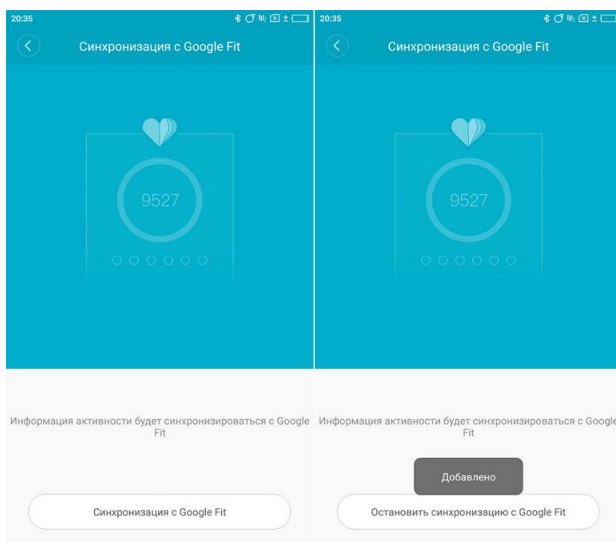 20:35
Синхронизация с Google Fit
9527
Информация активности будет синхронизироваться с Google
Fit
Синхронизация с Google Fit
20:35
Синхронизация с Google Fit
9527
Информация активности будет синхронизироваться с Google
Fit
Добавлено
Остановить синхронизацию с Google Fit